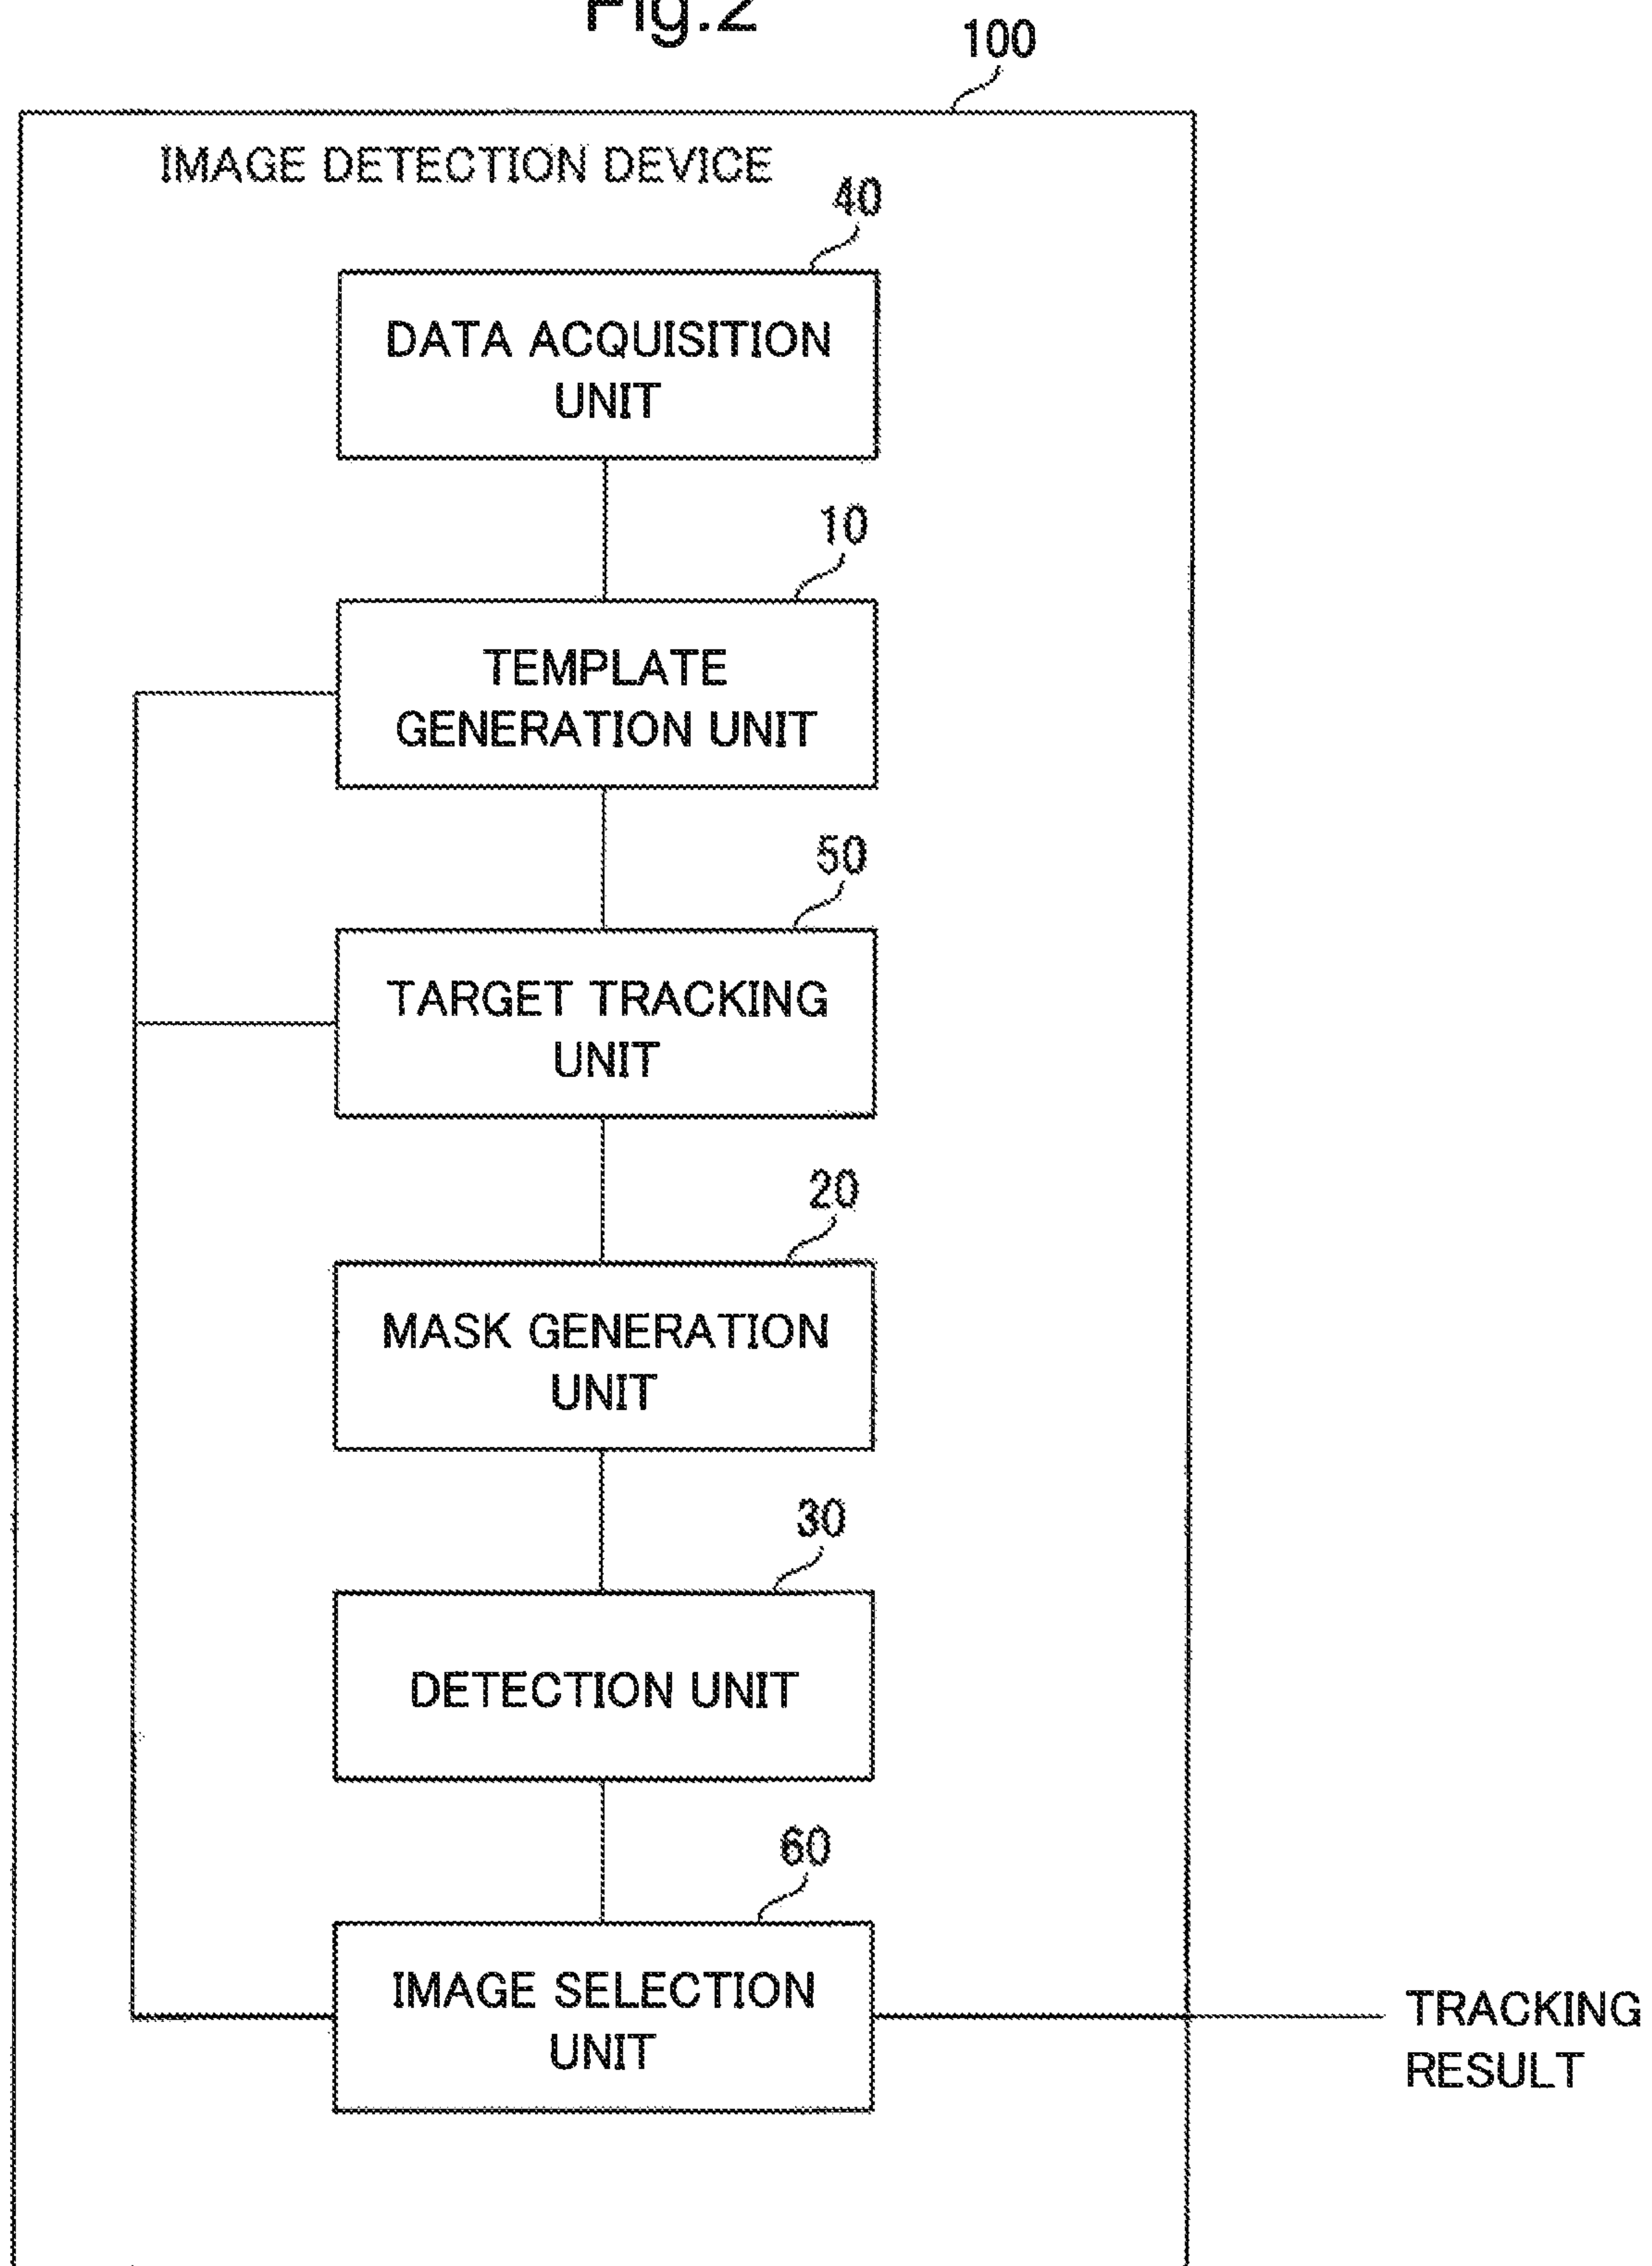 Fig.2
100
IMAGE DETECTION DEVICE
40
DATA ACQUISITION
UNIT
10
TEMPLATE
GENERATION UNIT
50
TARGET TRACKING
UNIT
20
MASK GENERATION
UNIT
30
DETECTION UNIT
60
IMAGE SELECTION
UNIT
TRACKING
RESULT